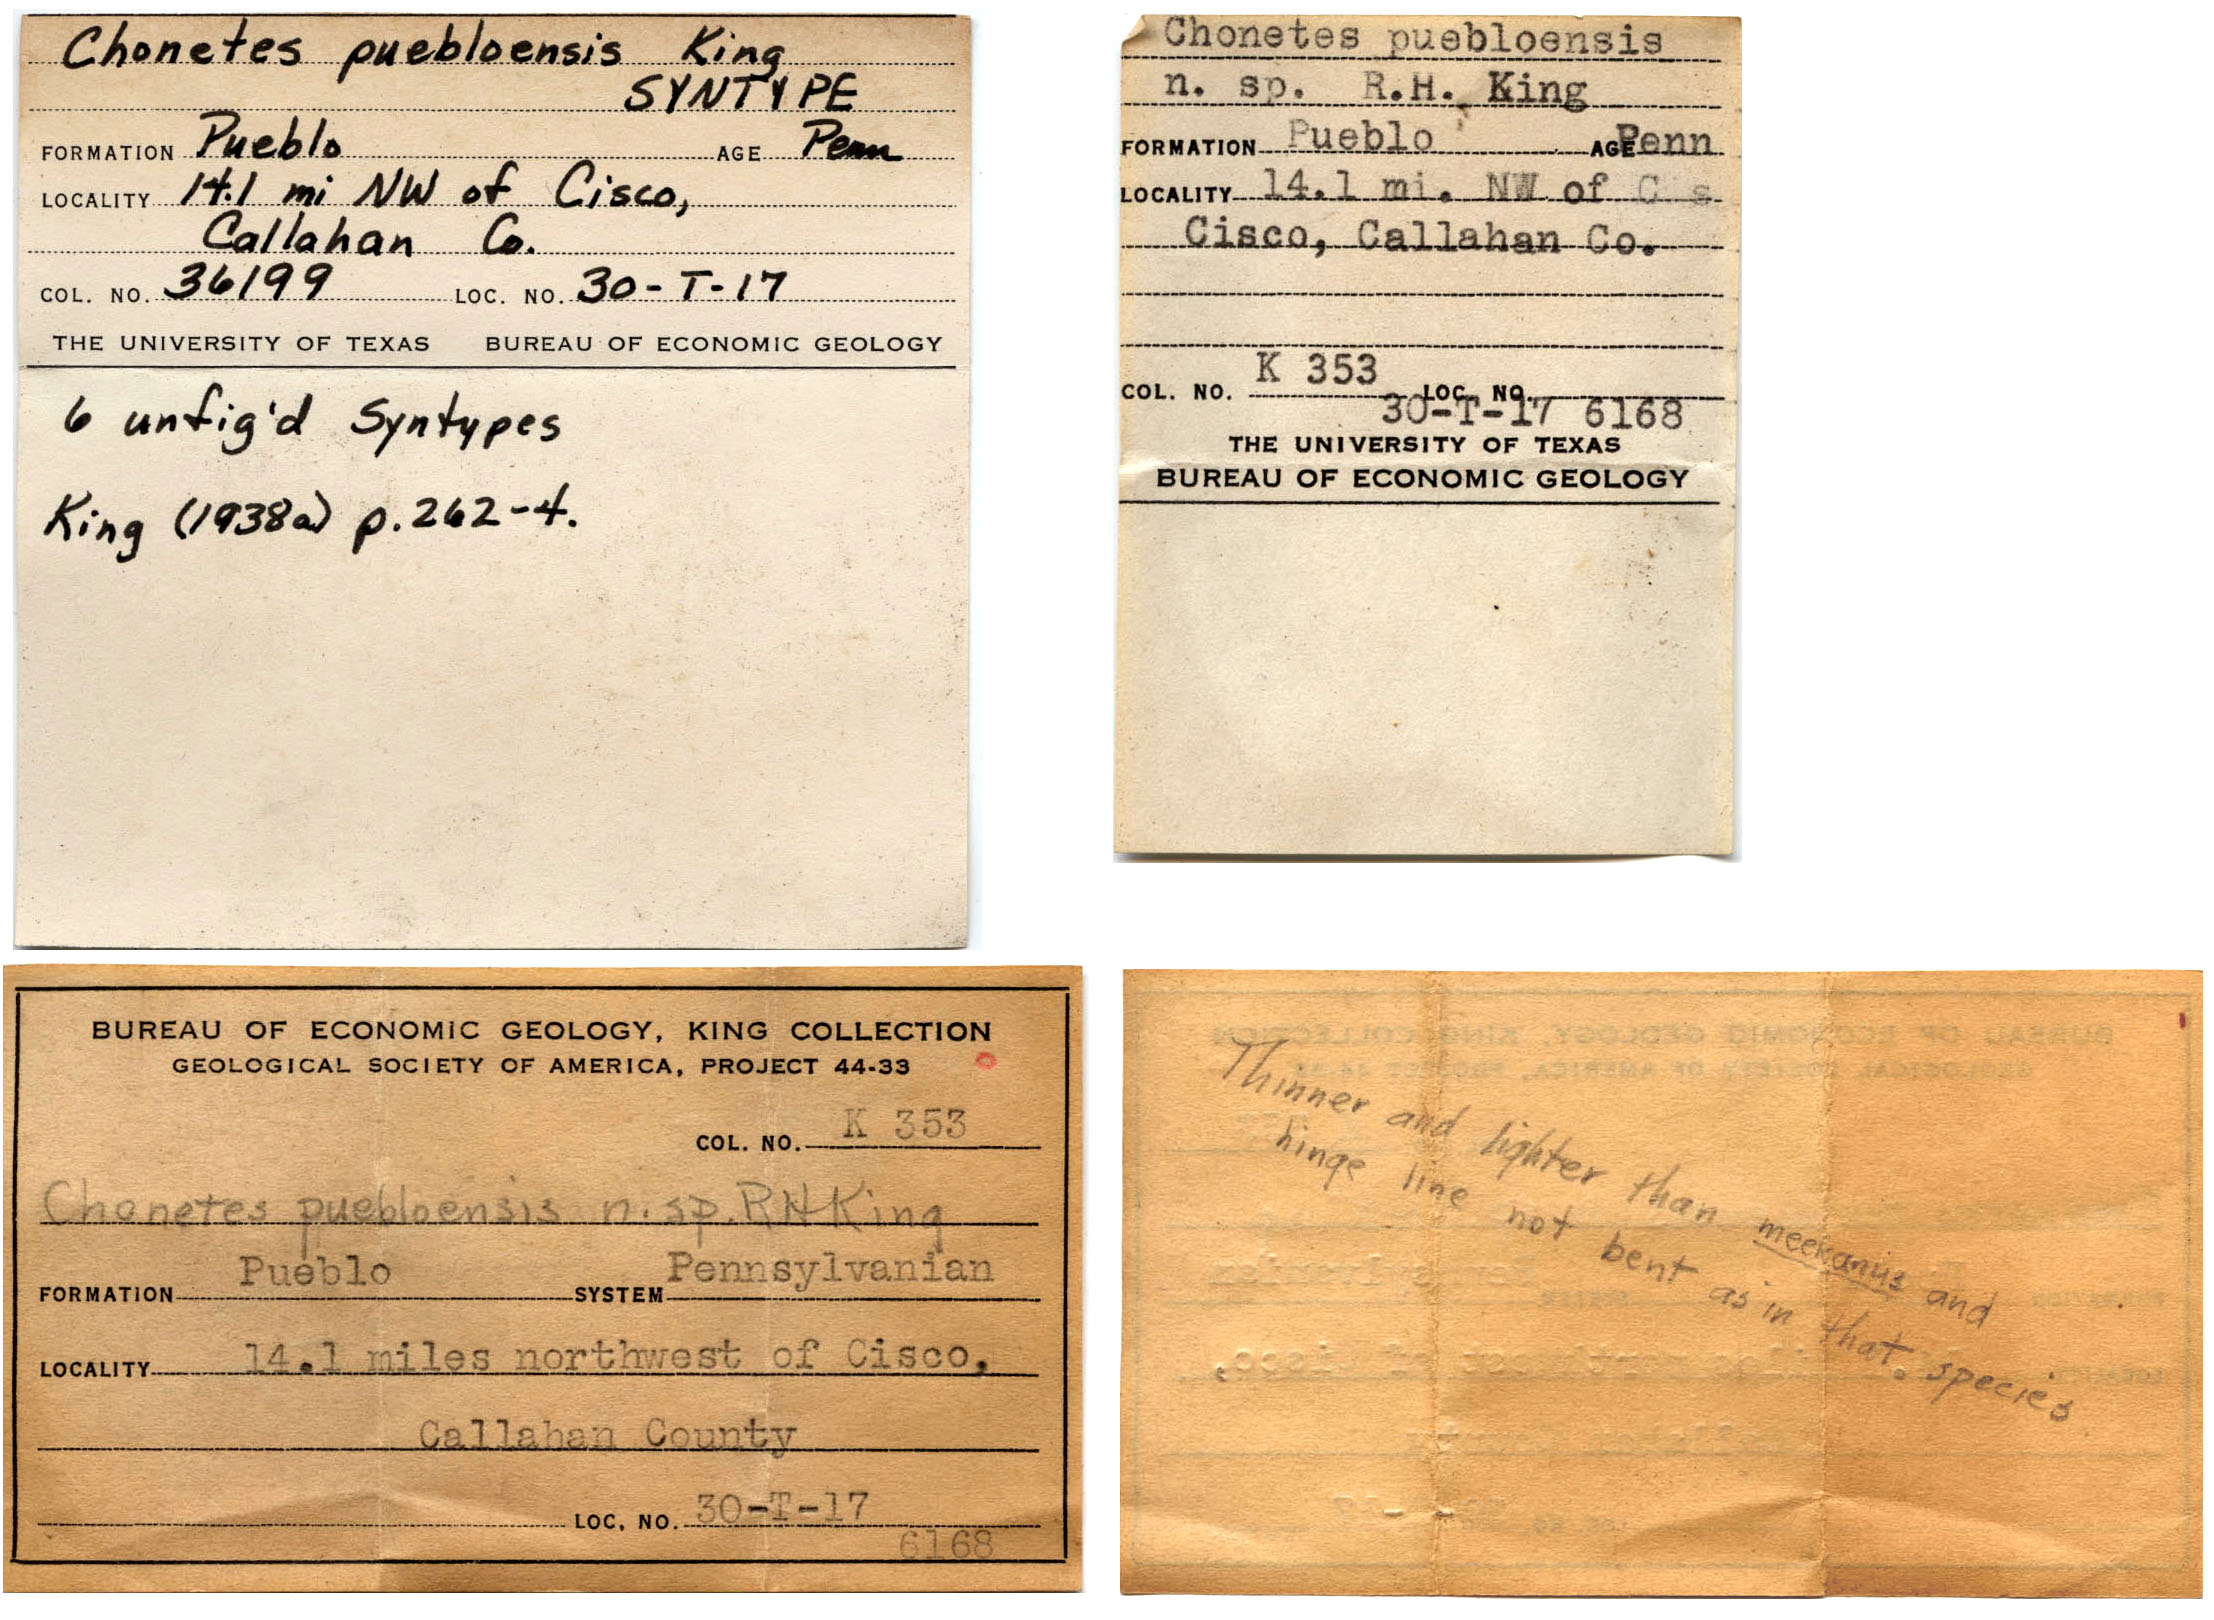 Chonetes puebloensis King
SYNTYPE
FORMATION Pueblo AGE Penn
LOCALITY 14.1 mi NW of Cisco,
Callahan Co.
COL. NO. 36199 LOC. NO. 30-T-17
THE UNIVERSITY OF TEXAS BUREAU OF ECONOMIC GEOLOGY
6 unfig'd Syntypes
King (1938a) p.262-4.
Chonetes puebloensis
n. sp. R.H. King
FORMATION Pueblo AGE Penn
LOCALITY 14.1 mi. NW of C s
Cisco, Callahan Co.
COL. NO. K 353 LOC. NO.
30-T-17 6168
THE UNIVERSITY OF TEXAS
BUREAU OF ECONOMIC GEOLOGY
BUREAU OF ECONOMIC GEOLOGY, KING COLLECTION
GEOLOGICAL SOCIETY OF AMERICA, PROJECT 44-33
COL. NO. K 353
Chonetes puebloensis n. sp. RH King
FORMATION Pueblo SYSTEM Pennsylvanian
LOCALITY 14.1 miles northwest of Cisco,
Callahan County
LOC. NO. 30-T-17
6168
Thinner and lighter than meekanus and
hinge line not bent as in that species